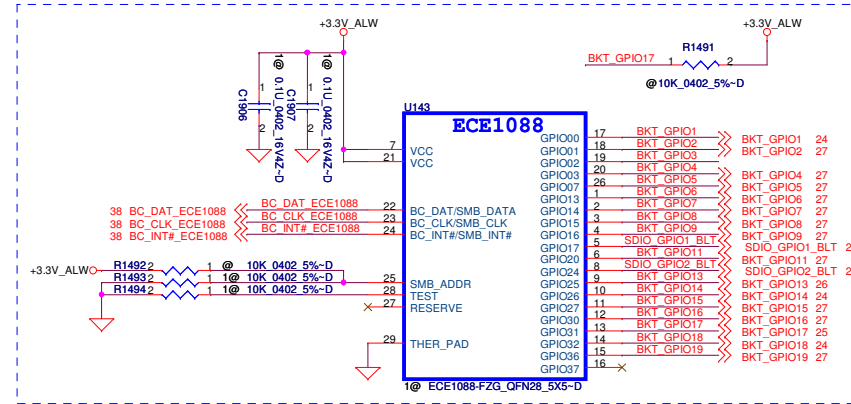 +3.3V_ALW
+3.3V_ALW
R1491
BKT_GPIO17 1 2
@10K_0402_5%~D
C1906
1@ 0.1U_0402_16V4Z~D
1
2
C1907
1@ 0.1U_0402_16V4Z~D
1
2
U143
ECE1088
7 VCC
21 VCC
38 BC_DAT_ECE1088 BC_DAT_ECE1088 22 BC_DAT/SMB_DATA
38 BC_CLK_ECE1088 BC_CLK_ECE1088 23 BC_CLK/SMB_CLK
38 BC_INT#_ECE1088 BC_INT#_ECE1088 24 BC_INT#/SMB_INT#
+3.3V_ALW R1492 2 1 @ 10K_0402_5%~D
R1493 2 1 1@ 10K_0402_5%~D 25 SMB_ADDR
R1494 2 1 1@ 10K_0402_5%~D 28 TEST
27 RESERVE
29 THER_PAD
GPIO00 17 BKT_GPIO1 BKT_GPIO1 24
GPIO01 18 BKT_GPIO2 BKT_GPIO2 27
GPIO02 19 BKT_GPIO3
GPIO03 20 BKT_GPIO4 BKT_GPIO4 27
GPIO07 26 BKT_GPIO5 BKT_GPIO5 27
GPIO13 1 BKT_GPIO6 BKT_GPIO6 27
GPIO14 2 BKT_GPIO7 BKT_GPIO7 27
GPIO15 3 BKT_GPIO8 BKT_GPIO8 27
GPIO16 4 BKT_GPIO9 BKT_GPIO9 27
GPIO17 5 SDIO_GPIO1_BLT SDIO_GPIO1_BLT 2
GPIO20 6 BKT_GPIO11 BKT_GPIO11 27
GPIO24 8 SDIO_GPIO2_BLT SDIO_GPIO2_BLT 2
GPIO25 9 BKT_GPIO13 BKT_GPIO13 26
GPIO26 10 BKT_GPIO14 BKT_GPIO14 24
GPIO27 11 BKT_GPIO15 BKT_GPIO15 27
GPIO30 12 BKT_GPIO16 BKT_GPIO16 27
GPIO31 13 BKT_GPIO17 BKT_GPIO17 25
GPIO32 14 BKT_GPIO18 BKT_GPIO18 24
GPIO36 15 BKT_GPIO19 BKT_GPIO19 27
GPIO37 16
1@ ECE1088-FZG_QFN28_5X5~D